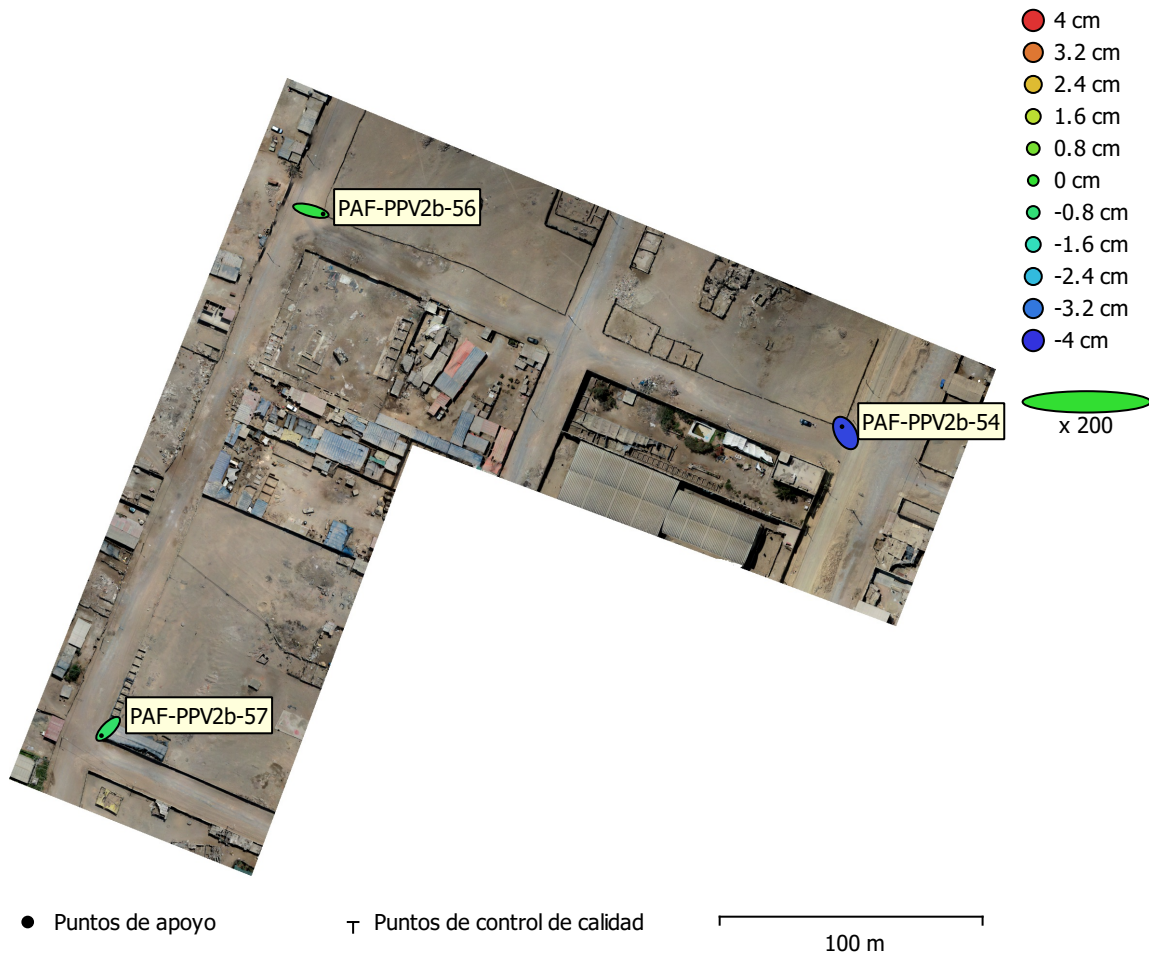 4 cm
3.2 cm
2.4 cm
1.6 cm
0.8 cm
0 cm
-0.8 cm
-1.6 cm
-2.4 cm
-3.2 cm
-4 cm
x 200
PAF-PPV2b-56
PAF-PPV2b-54
PAF-PPV2b-57
Puntos de apoyo
Puntos de control de calidad
100 m